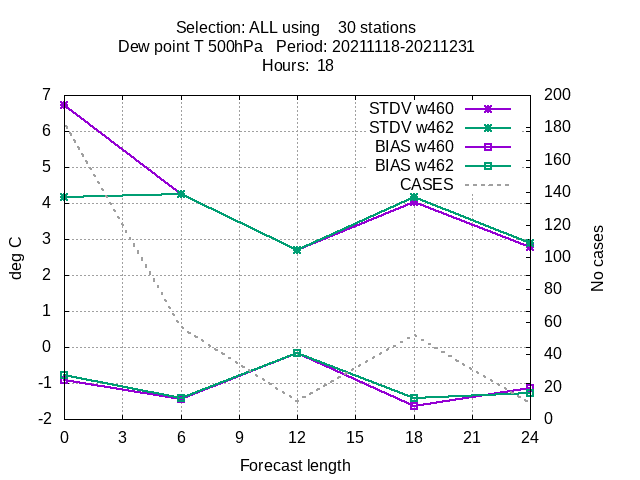 Selection: ALL using    30 stations
Dew point T 500hPa   Period: 20211118-20211231
Hours:  18
7
6
5
4
3
2
1
0
-1
-2
deg C
STDV w460
STDV w462
BIAS w460
BIAS w462
CASES
200
180
160
140
120
100
80
60
40
20
0
No cases
0 3 6 9 12 15 18 21 24
Forecast length